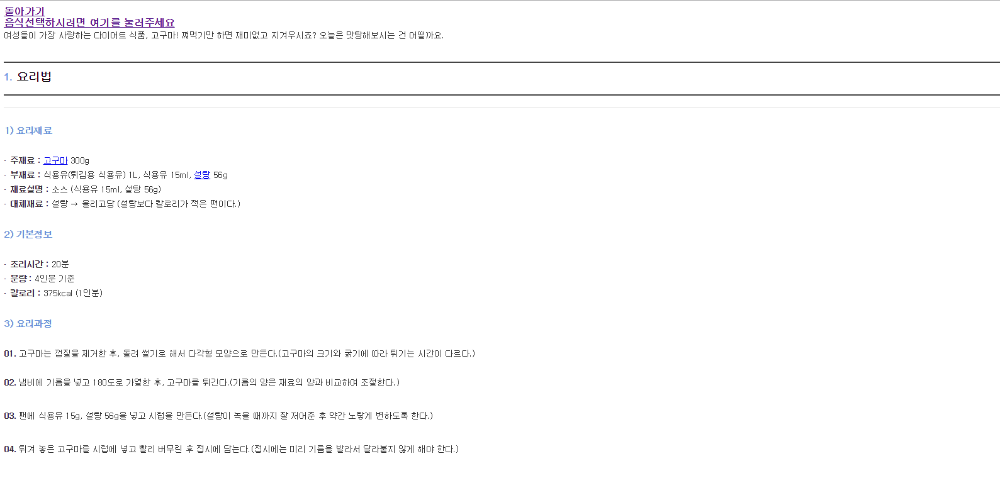 돌아가기
음식선택하시려면 여기를 눌러주세요
여성들이 가장 사랑하는 다이어트 식품, 고구마! 쪄먹기만 하면 재미없고 지겨우시죠? 오늘은 맛탕해보시는 건 어떨까요.
1. 요리법
1) 요리재료
- 주재료 : 고구마 300g
- 부재료 : 식용유(튀김용 식용유) 1L, 식용유 15ml, 설탕 56g
- 재료설명 : 소스 (식용유 15ml, 설탕 56g)
- 대체재료 : 설탕 → 올리고당 (설탕보다 칼로리가 적은 편이다.)
2) 기본정보
- 조리시간 : 20분
- 분량 : 4인분 기준
- 칼로리 : 375kcal (1인분)
3) 요리과정
01. 고구마는 껍질을 제거한 후, 돌려 썰기로 해서 다각형 모양으로 만든다.(고구마의 크기와 굵기에 따라 튀기는 시간이 다르다.)
02. 냄비에 기름을 넣고 180도로 가열한 후, 고구마를 튀긴다.(기름의 양은 재료의 양과 비교하여 조절한다.)
03. 팬에 식용유 15g, 설탕 56g을 넣고 시럽을 만든다.(설탕이 녹을 때까지 잘 저어준 후 약간 노랗게 변하도록 한다.)
04. 튀겨 놓은 고구마를 시럽에 넣고 빨리 버무린 후 접시에 담는다.(접시에는 미리 기름을 발라서 달라붙지 않게 해야 한다.)